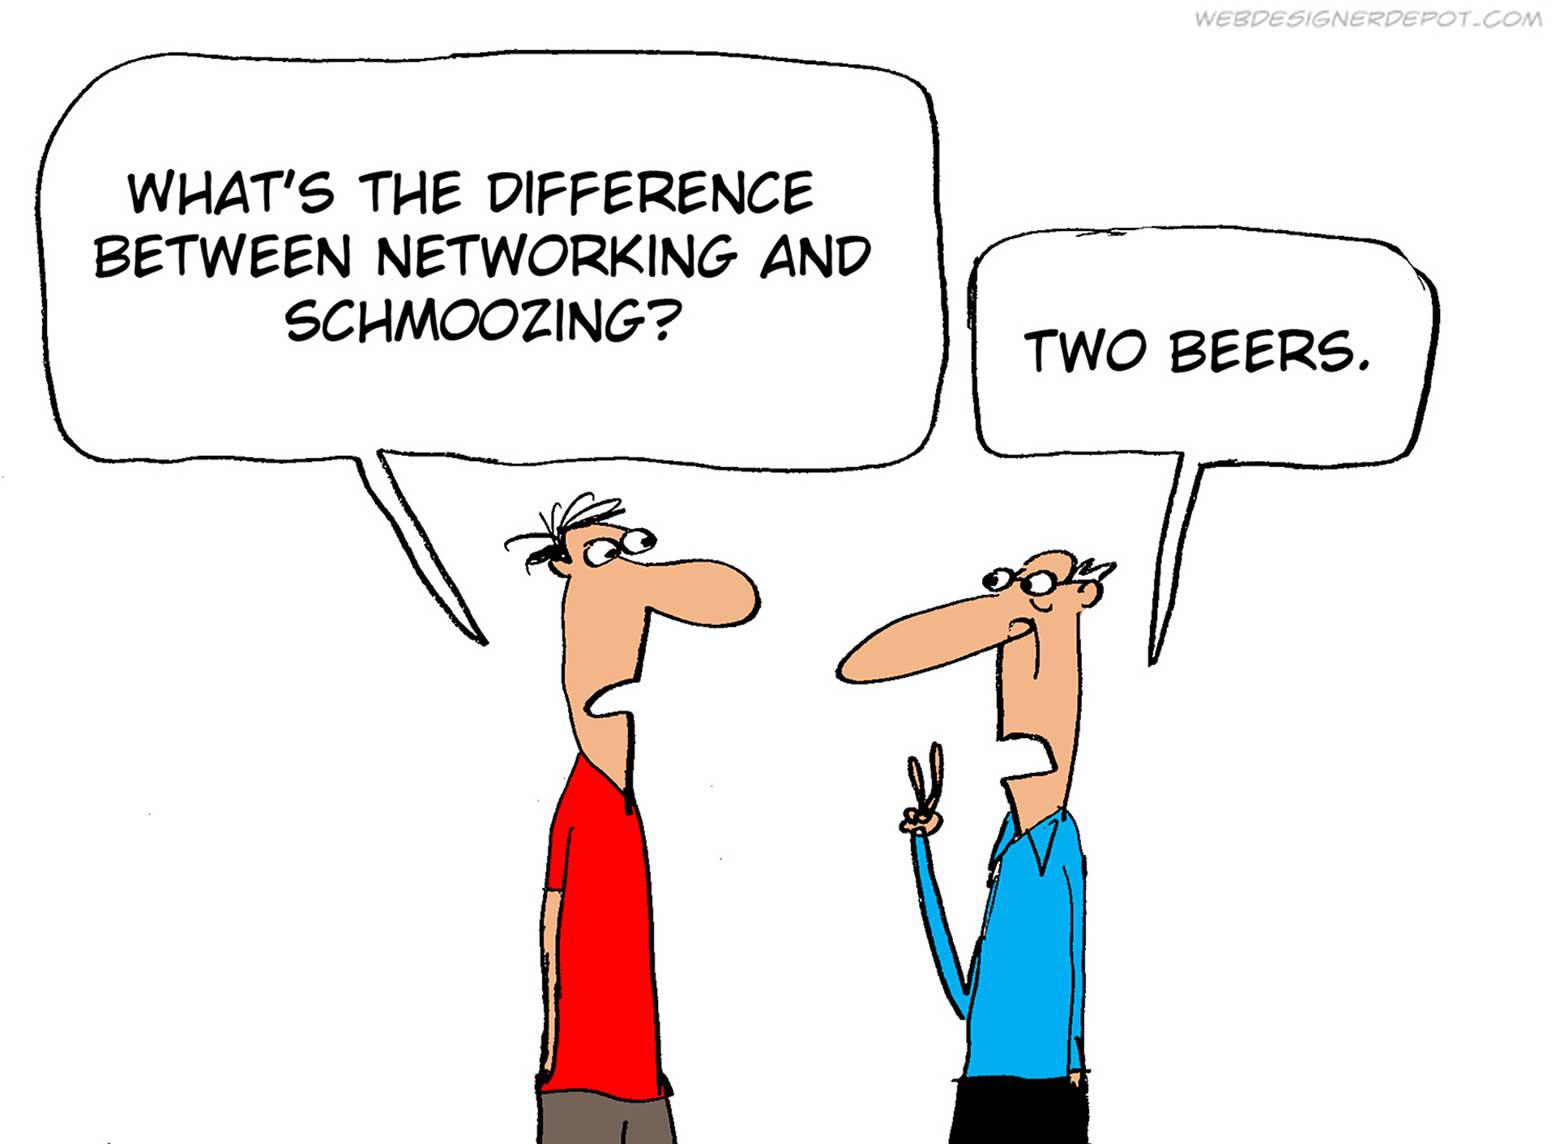 WEBDESIGNERDEPOT.COM
WHAT'S THE DIFFERENCE
BETWEEN NETWORKING AND
SCHMOOZING?
TWO BEERS.